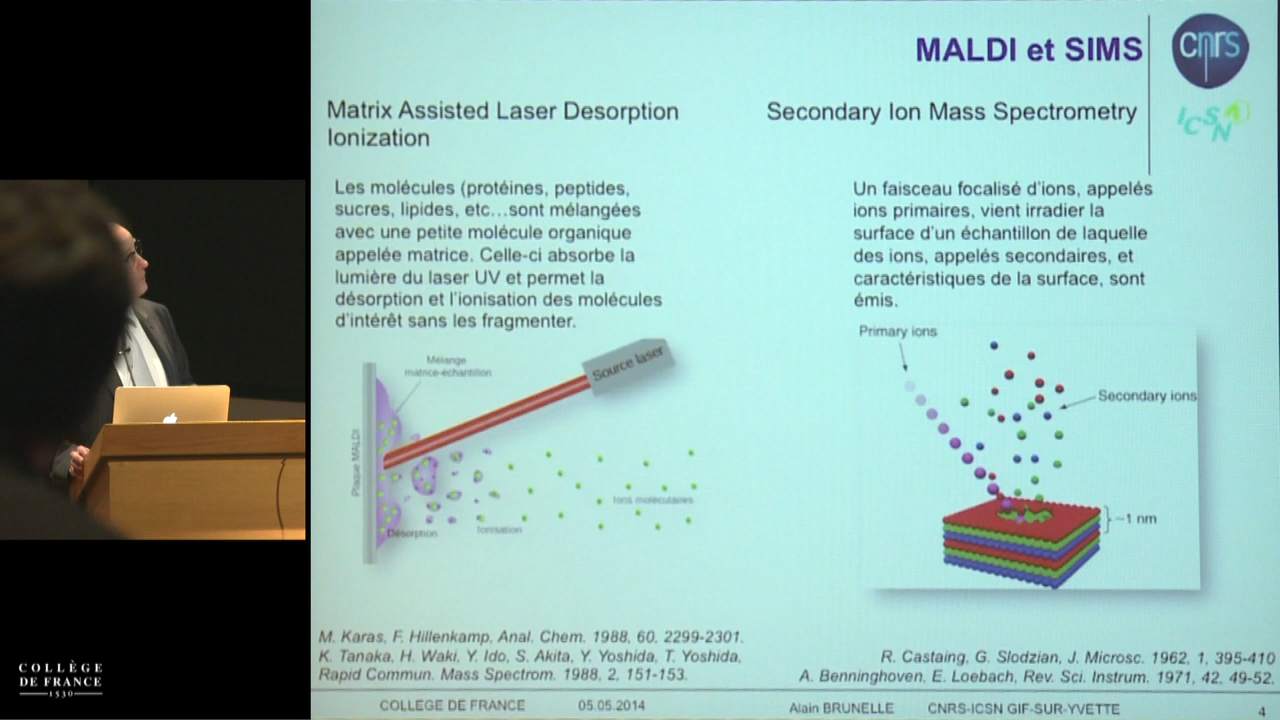 MALDI et SIMS
cnrs
ICSN
Matrix Assisted Laser Desorption
Ionization
Les molécules (protéines, peptides,
sucres, lipides, etc…sont mélangées
avec une petite molécule organique
appelée matrice. Celle-ci absorbe la
lumière du laser UV et permet la
désorption et l'ionisation des molécules
d'intérêt sans les fragmenter.
Mélange
matrice-échantillon
Source laser
Plaque MALDI
Désorption
Ionisation
Ions moléculaires
M. Karas, F. Hillenkamp, Anal. Chem. 1988, 60, 2299-2301.
K. Tanaka, H. Waki, Y. Ido, S. Akita, Y. Yoshida, T. Yoshida,
Rapid Commun. Mass Spectrom. 1988, 2, 151-153.
Secondary Ion Mass Spectrometry
Un faisceau focalisé d'ions, appelés
ions primaires, vient irradier la
surface d'un échantillon de laquelle
des ions, appelés secondaires, et
caractéristiques de la surface, sont
émis.
Primary ions
Secondary ions
~1 nm
R. Castaing, G. Slodzian, J. Microsc. 1962, 1, 395-410
A. Benninghoven, E. Loebach, Rev. Sci. Instrum. 1971, 42, 49-52.
COLLEGE DE FRANCE 05.05.2014 Alain BRUNELLE CNRS-ICSN GIF-SUR-YVETTE 4
COLLÈGE
DE FRANCE
1530